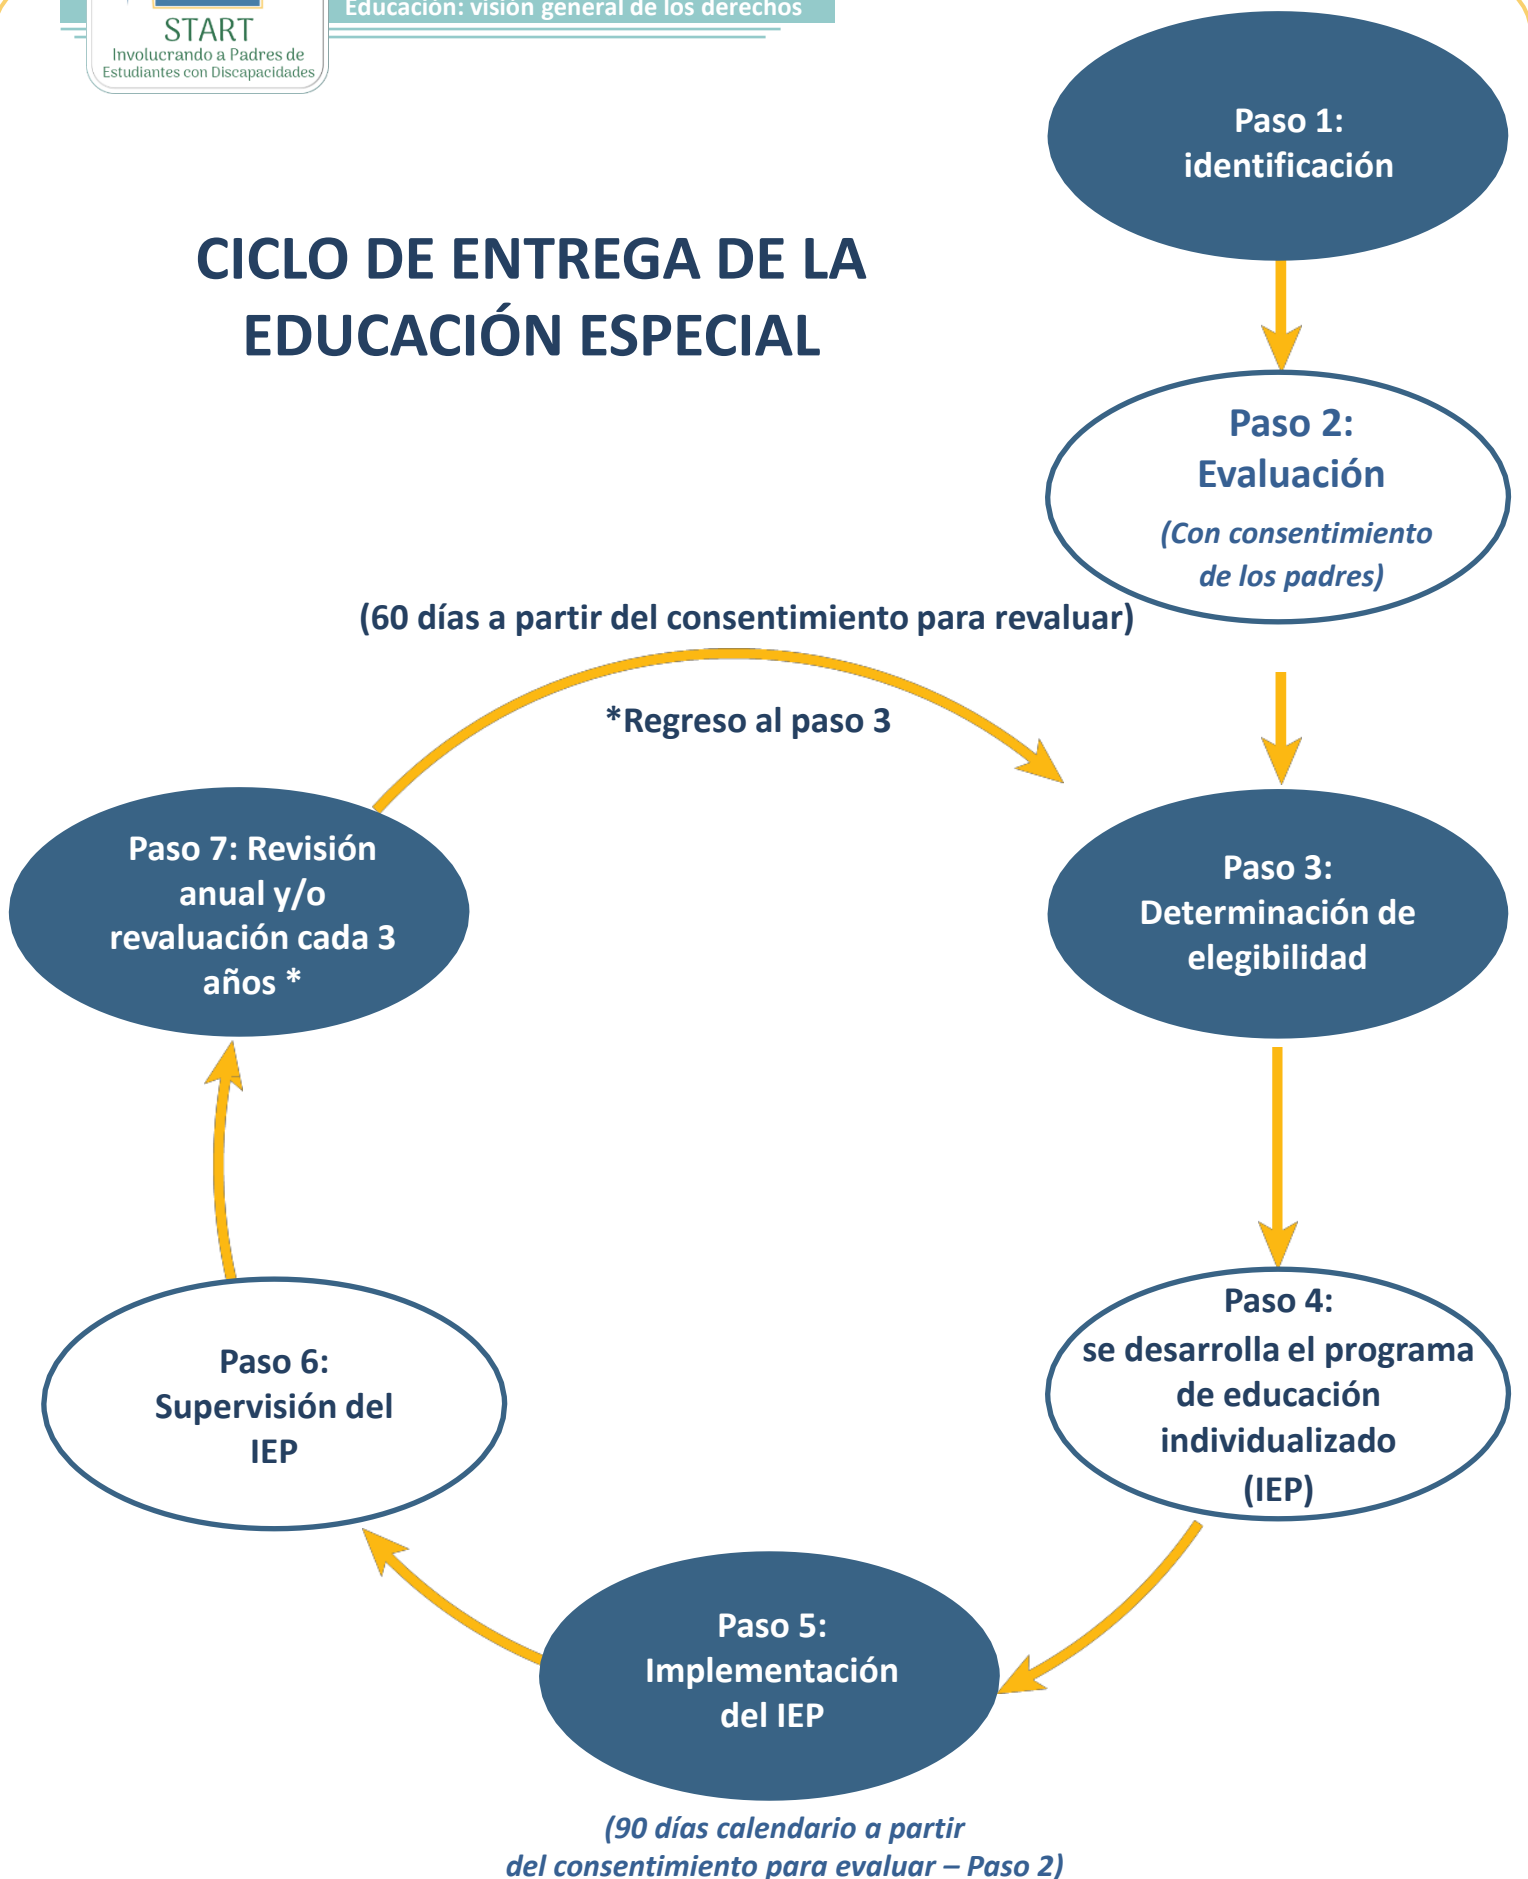 Educación: visión general de los derechos
START
Involucrando a Padres de
Estudiantes con Discapacidades
CICLO DE ENTREGA DE LA
EDUCACIÓN ESPECIAL
Paso 1:
identificación
Paso 2:
Evaluación
(Con consentimiento
de los padres)
(60 días a partir del consentimiento para revaluar)
*Regreso al paso 3
Paso 3:
Determinación de
elegibilidad
Paso 4:
se desarrolla el programa
de educación
individualizado
(IEP)
Paso 5:
Implementación
del IEP
(90 días calendario a partir
del consentimiento para evaluar – Paso 2)
Paso 6:
Supervisión del
IEP
Paso 7: Revisión
anual y/o
revaluación cada 3
años *